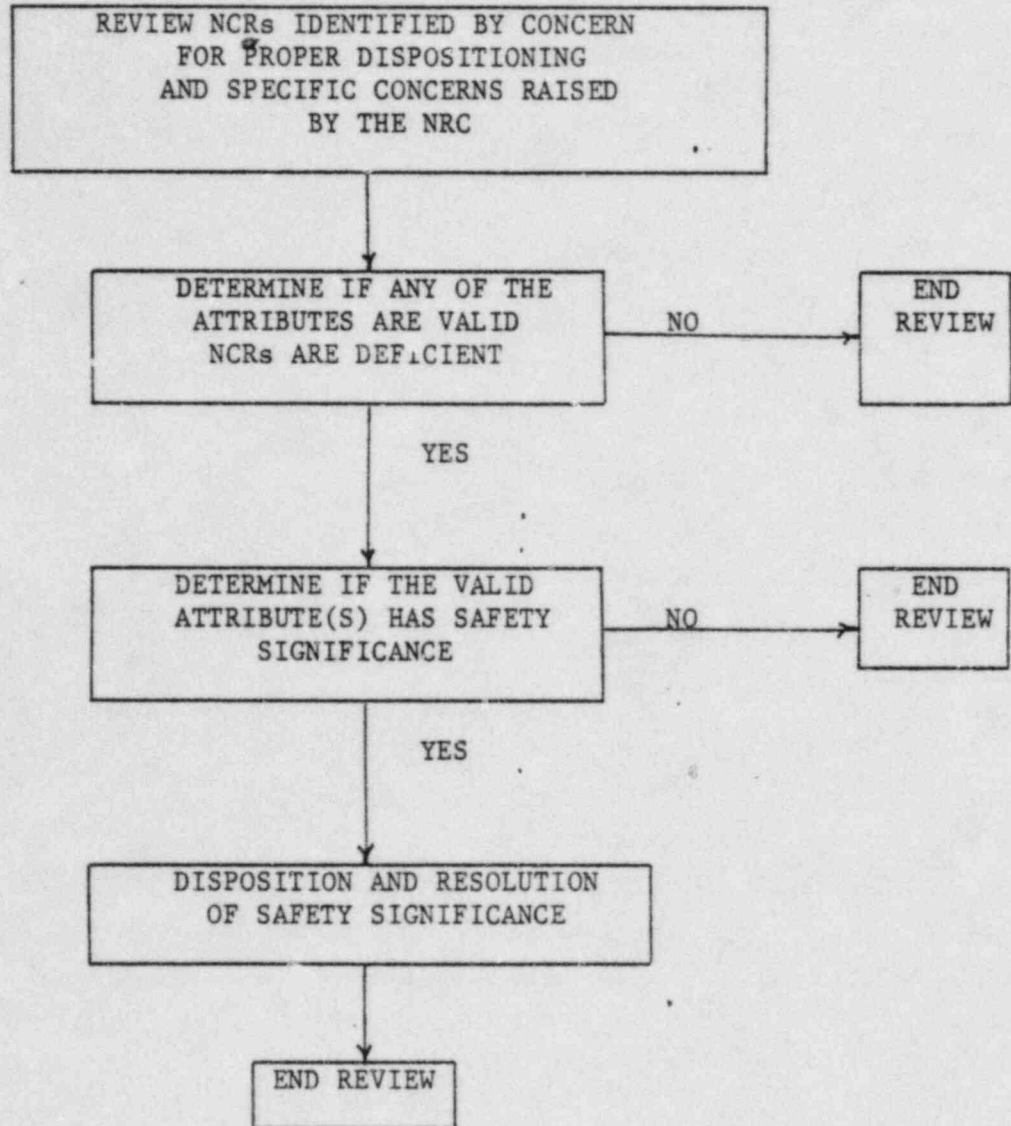 REVIEW NCRs IDENTIFIED BY CONCERN
FOR PROPER DISPOSITIONING
AND SPECIFIC CONCERNS RAISED
BY THE NRC
DETERMINE IF ANY OF THE
ATTRIBUTES ARE VALID
NCRs ARE DEFICIENT
NO
END
REVIEW
YES
DETERMINE IF THE VALID
ATTRIBUTE(S) HAS SAFETY
SIGNIFICANCE
NO
END
REVIEW
YES
DISPOSITION AND RESOLUTION
OF SAFETY SIGNIFICANCE
END REVIEW